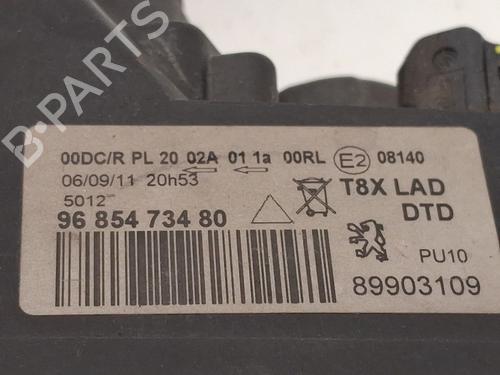 B-PARTS
00DC/R PL 20 02A 01 1a 00RL E2 08140
06/09/11 20h53
5012
T8X LAD
96 854 734 80
DTD
PU10
89903109